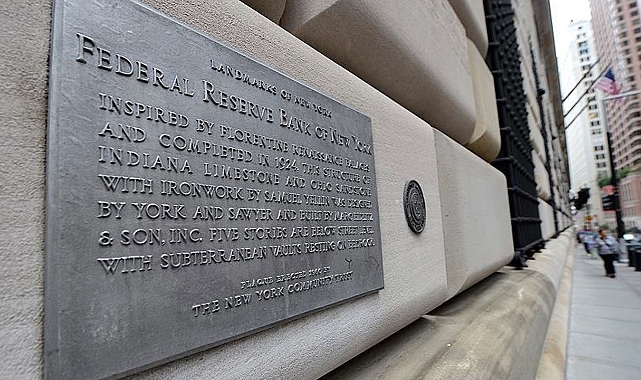 LANDMARKS OF NEW YORK
FEDERAL RESERVE BANK OF NEW YORK
INSPIRED BY FLORENTINE RENAISSANCE PALACES
AND COMPLETED IN 1924, THIS STRUCTURE OF
INDIANA LIMESTONE AND OHIO SANDSTONE
WITH IRONWORK BY SAMUEL YELLIN WAS DESIGNED
BY YORK AND SAWYER AND BUILT BY MARC EIDLITZ
& SON, INC. FIVE STORIES ARE BELOW STREET LEVEL
WITH SUBTERRANEAN VAULTS RESTING ON BEDROCK.
PLAQUE ERECTED BY
THE NEW YORK COMMUNITY TRUST